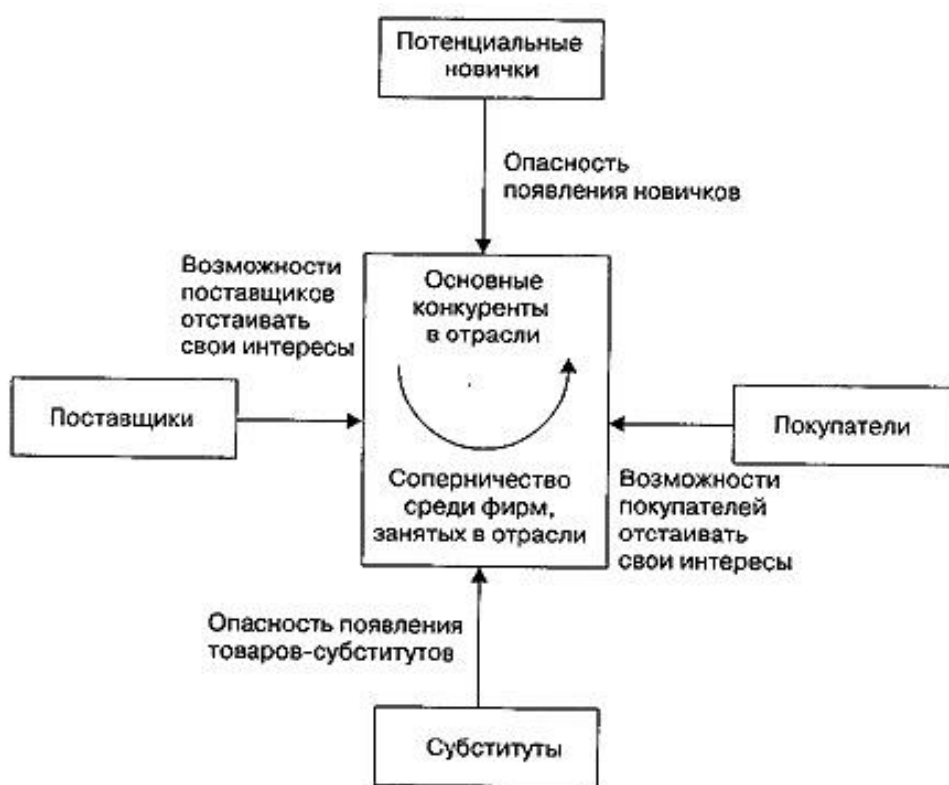 Потенциальные
новички
Опасность
появления новичков
Возможности
поставщиков
отстаивать
свои интересы
Основные
конкуренты
в отрасли
Поставщики
Покупатели
Соперничество
среди фирм,
занятых в отрасли
Возможности
покупателей
отстаивать
свои интересы
Опасность появления
товаров-субститутов
Субституты